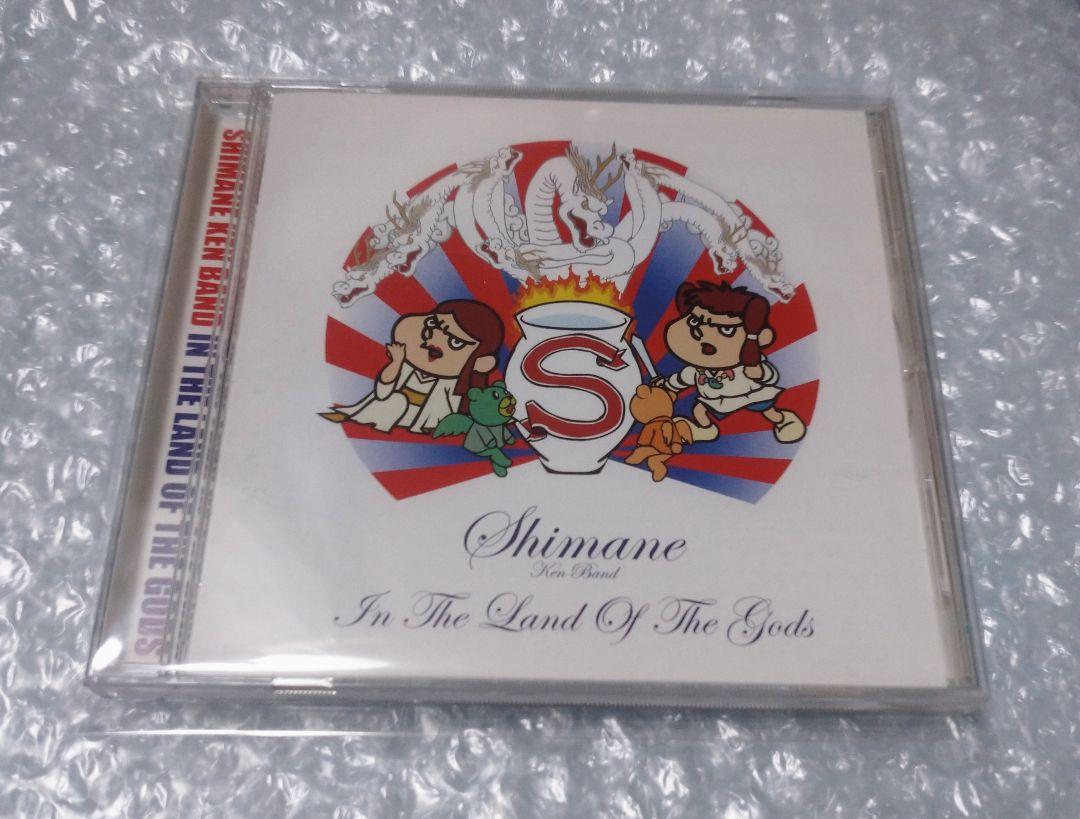 SHIMANE KEN BAND IN THE LAND OF THE GODS
S
Shimane
Ken Band
In The Land Of The Gods